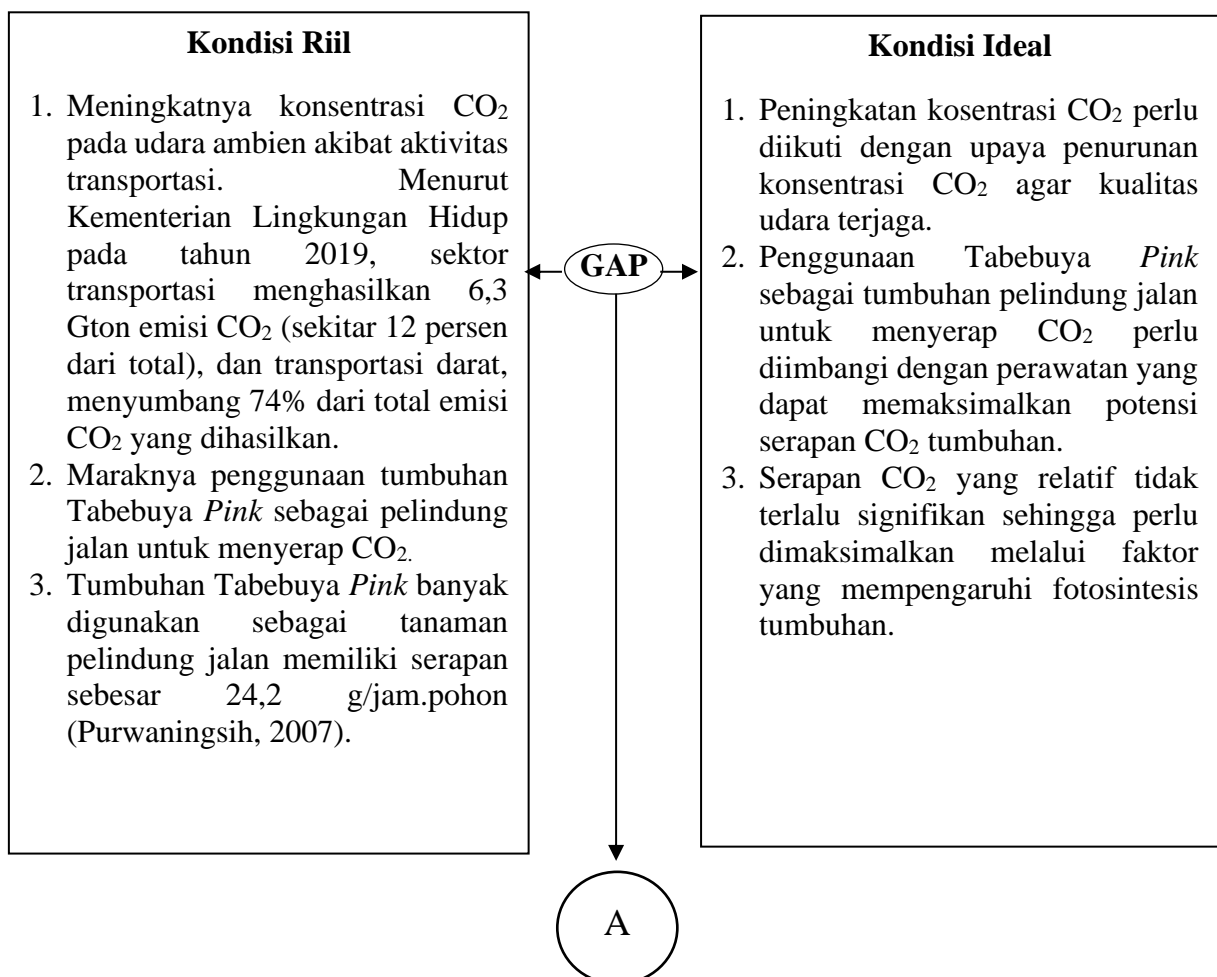 Kondisi Riil
1. Meningkatnya konsentrasi CO₂
pada udara ambien akibat aktivitas
transportasi. Menurut
Kementerian Lingkungan Hidup
pada tahun 2019, sektor
transportasi menghasilkan 6,3
Gton emisi CO₂ (sekitar 12 persen
dari total), dan transportasi darat,
menyumbang 74% dari total emisi
CO₂ yang dihasilkan.
2. Maraknya penggunaan tumbuhan
Tabebuya Pink sebagai pelindung
jalan untuk menyerap CO₂.
3. Tumbuhan Tabebuya Pink banyak
digunakan sebagai tanaman
pelindung jalan memiliki serapan
sebesar 24,2 g/jam.pohon
(Purwaningsih, 2007).
GAP
Kondisi Ideal
1. Peningkatan kosentrasi CO₂ perlu
diikuti dengan upaya penurunan
konsentrasi CO₂ agar kualitas
udara terjaga.
2. Penggunaan Tabebuya Pink
sebagai tumbuhan pelindung jalan
untuk menyerap CO₂ perlu
diimbangi dengan perawatan yang
dapat memaksimalkan potensi
serapan CO₂ tumbuhan.
3. Serapan CO₂ yang relatif tidak
terlalu signifikan sehingga perlu
dimaksimalkan melalui faktor
yang mempengaruhi fotosintesis
tumbuhan.
A